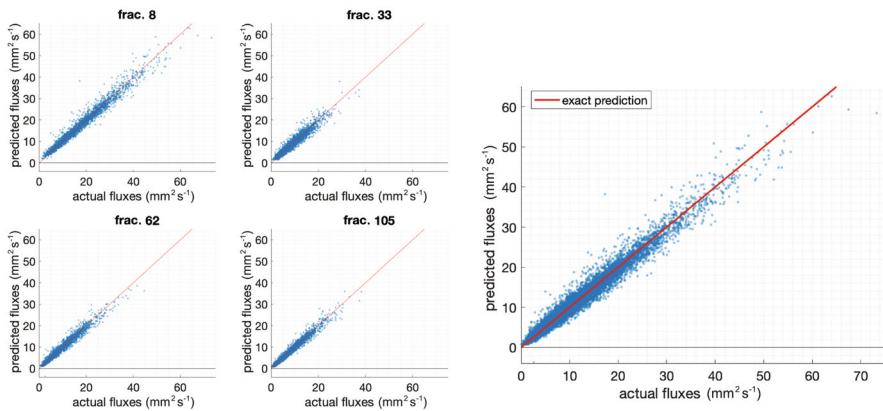 frac. 8
predicted fluxes (mm² s⁻¹)
60
50
40
30
20
10
0
0 20 40 60
actual fluxes (mm² s⁻¹)
frac. 33
predicted fluxes (mm² s⁻¹)
60
50
40
30
20
10
0
0 20 40 60
actual fluxes (mm² s⁻¹)
frac. 62
predicted fluxes (mm² s⁻¹)
60
50
40
30
20
10
0
0 20 40 60
actual fluxes (mm² s⁻¹)
frac. 105
predicted fluxes (mm² s⁻¹)
60
50
40
30
20
10
0
0 20 40 60
actual fluxes (mm² s⁻¹)
exact prediction
predicted fluxes (mm² s⁻¹)
60
50
40
30
20
10
0
0 10 20 30 40 50 60 70
actual fluxes (mm² s⁻¹)